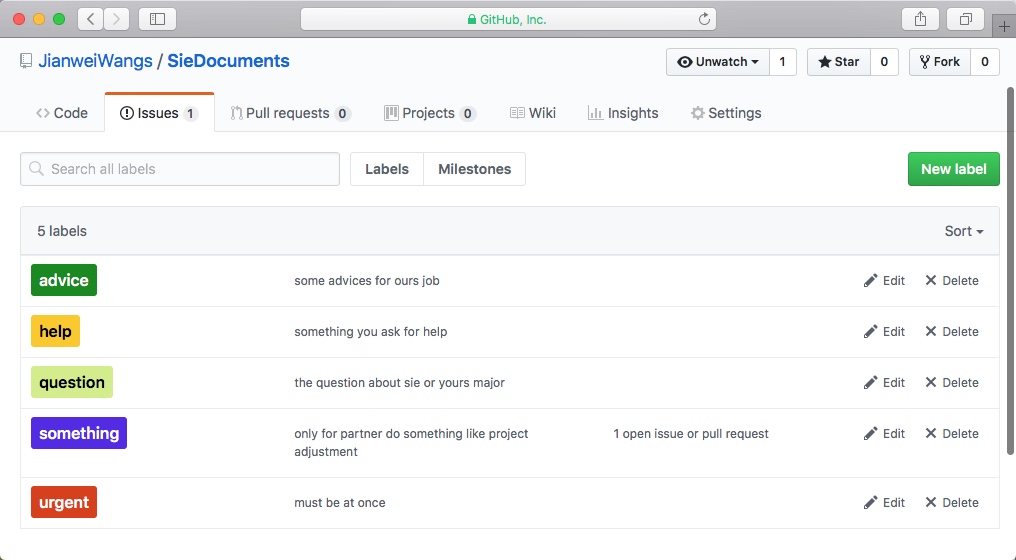 GitHub, Inc.
JianweiWangs / SieDocuments
Unwatch 1 Star 0 Fork 0
Code Issues 1 Pull requests 0 Projects 0 Wiki Insights Settings
Search all labels Labels Milestones New label
5 labels Sort
advice some advices for ours job Edit Delete
help something you ask for help Edit Delete
question the question about sie or yours major Edit Delete
something only for partner do something like project 1 open issue or pull request Edit Delete
adjustment
urgent must be at once Edit Delete